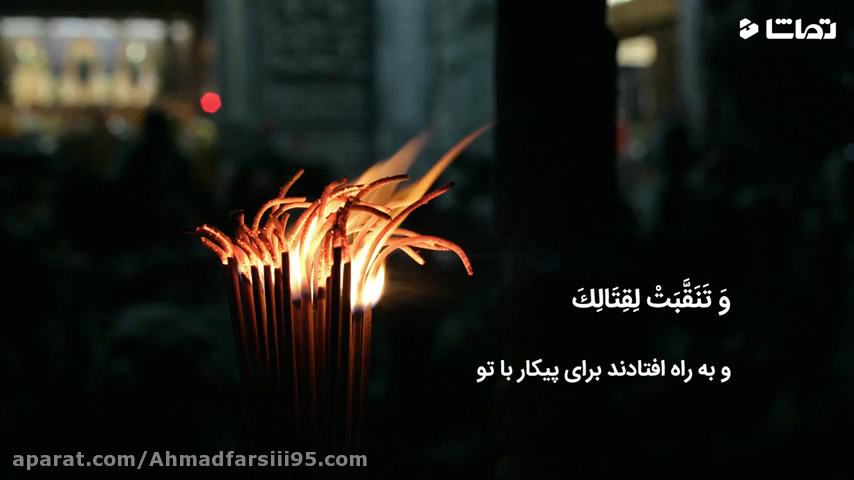 تماشا
وَ تَنَقَّبَتْ لِقِتَالِكَ
و به راه افتادند برای پیکار با تو
aparat.com/Ahmadfarsiii95.com